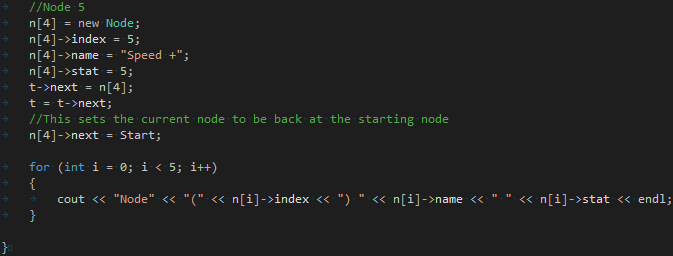 //Node 5
n[4] = new Node;
n[4]->index = 5;
n[4]->name = "Speed +";
n[4]->stat = 5;
t->next = n[4];
t = t->next;
//This sets the current node to be back at the starting node
n[4]->next = Start;
for (int i = 0; i < 5; i++)
{
cout << "Node" << "(" << n[i]->index << ") " << n[i]->name << " " << n[i]->stat << endl;
}
}